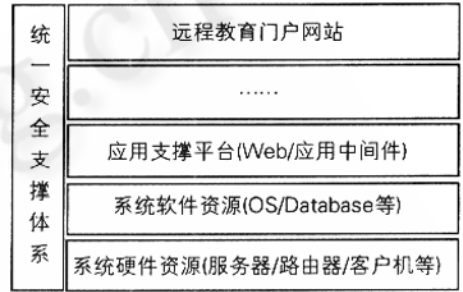 统一安全支撑体系
远程教育门户网站
……
应用支撑平台(Web/应用中间件)
系统软件资源(OS/Database等)
系统硬件资源(服务器/路由器/客户机等)